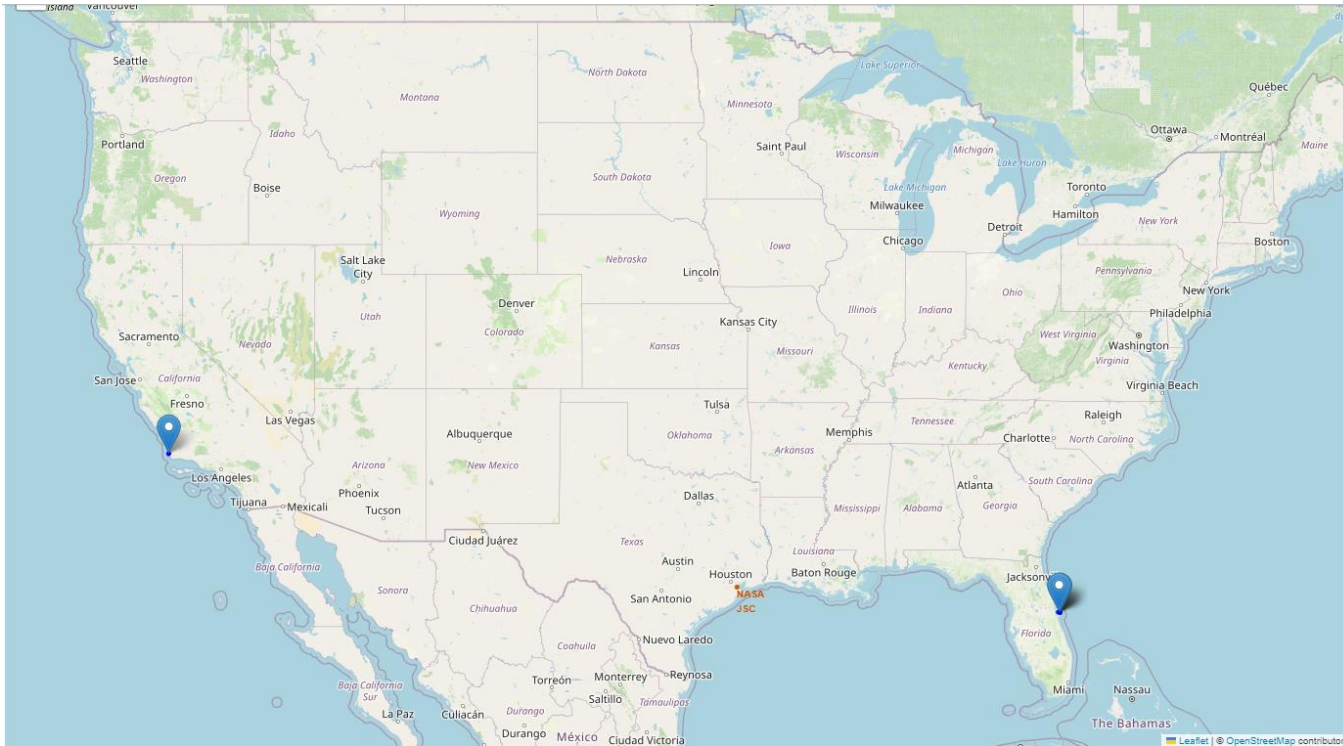 Island
Vancouver
Seattle
Washington
North Dakota
Montana
Minnesota
Lake Superior
Québec
Ottawa
Montréal
Maine
Portland
Idaho
Oregon
Boise
Saint Paul
Wisconsin
Michigan
Lake Huron
South Dakota
Wyoming
Lake Michigan
Toronto
Milwaukee
Hamilton
New York
Detroit
Chicago
Boston
Iowa
Salt Lake
City
Nebraska
Lincoln
Pennsylvania
New York
Ohio
Denver
Utah
Colorado
Illinois
Indiana
Philadelphia
Kansas City
Sacramento
Nevada
Kansas
Missouri
West Virginia
Washington
Virginia
Kentucky
San Jose
California
Fresno
Virginia Beach
Las Vegas
Tulsa
Raleigh
Albuquerque
Oklahoma
Memphis
Tennessee
Charlotte
North Carolina
Arkansas
Arizona
New Mexico
Los Angeles
Phoenix
Atlanta
South Carolina
Tijuana
Mexicali
Tucson
Dallas
Mississippi
Alabama
Georgia
Ciudad Juárez
Texas
Louisiana
Baja California
Austin
Houston
Baton Rouge
Jacksonvi
Sonora
NASA
JSC
San Antonio
Chihuahua
Florida
Nuevo Laredo
Coahuila
Torreón
Monterrey
Reynosa
Baja California
Sur
Saltillo
Tamaulipas
Miami
Nassau
La Paz
Culiacán
Durango
The Bahamas
Durango
México
Ciudad Victoria
Leaflet | © OpenStreetMap contributo